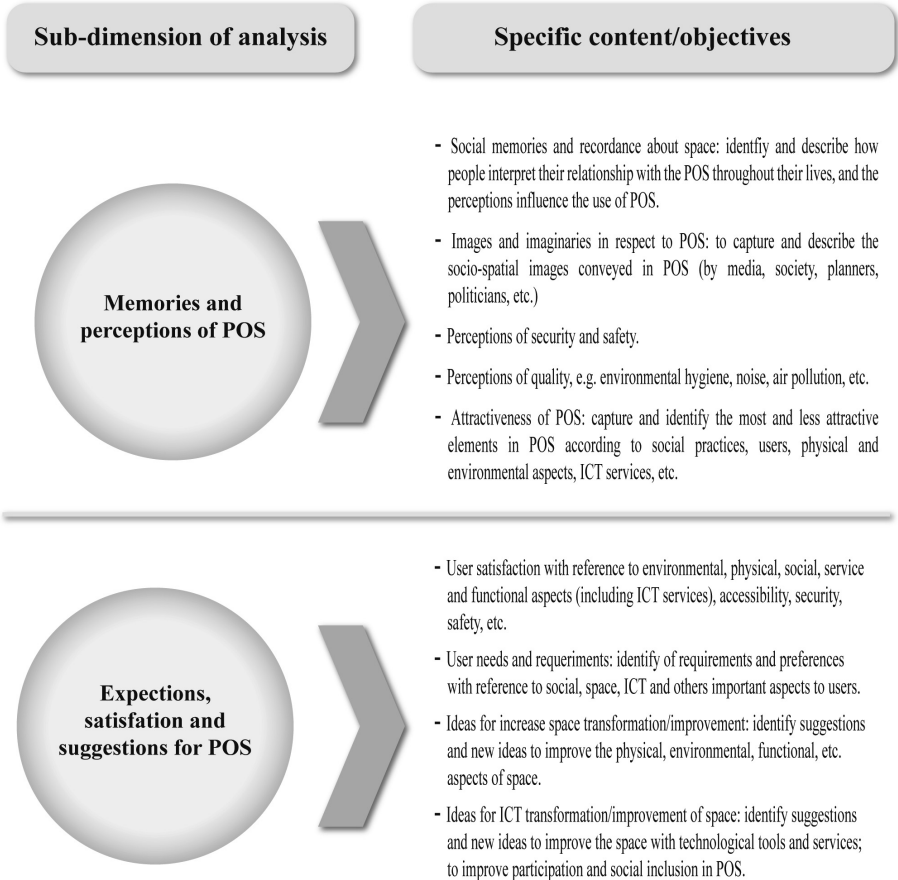 Sub-dimension of analysis
Specific content/objectives
Memories and
perceptions of POS
- Social memories and recordance about space: identfiy and describe how
people interpret their relationship with the POS throughout their lives, and the
perceptions influence the use of POS.
- Images and imaginaries in respect to POS: to capture and describe the
socio-spatial images conveyed in POS (by media, society, planners,
politicians, etc.)
- Perceptions of security and safety.
- Perceptions of quality, e.g. environmental hygiene, noise, air pollution, etc.
- Attractiveness of POS: capture and identify the most and less attractive
elements in POS according to social practices, users, physical and
environmental aspects, ICT services, etc.
Expections,
satisfation and
suggestions for POS
- User satisfaction with reference to environmental, physical, social, service
and functional aspects (including ICT services), accessibility, security,
safety, etc.
- User needs and requeriments: identify of requirements and preferences
with reference to social, space, ICT and others important aspects to users.
- Ideas for increase space transformation/improvement: identify suggestions
and new ideas to improve the physical, environmental, functional, etc.
aspects of space.
- Ideas for ICT transformation/improvement of space: identify suggestions
and new ideas to improve the space with technological tools and services;
to improve participation and social inclusion in POS.